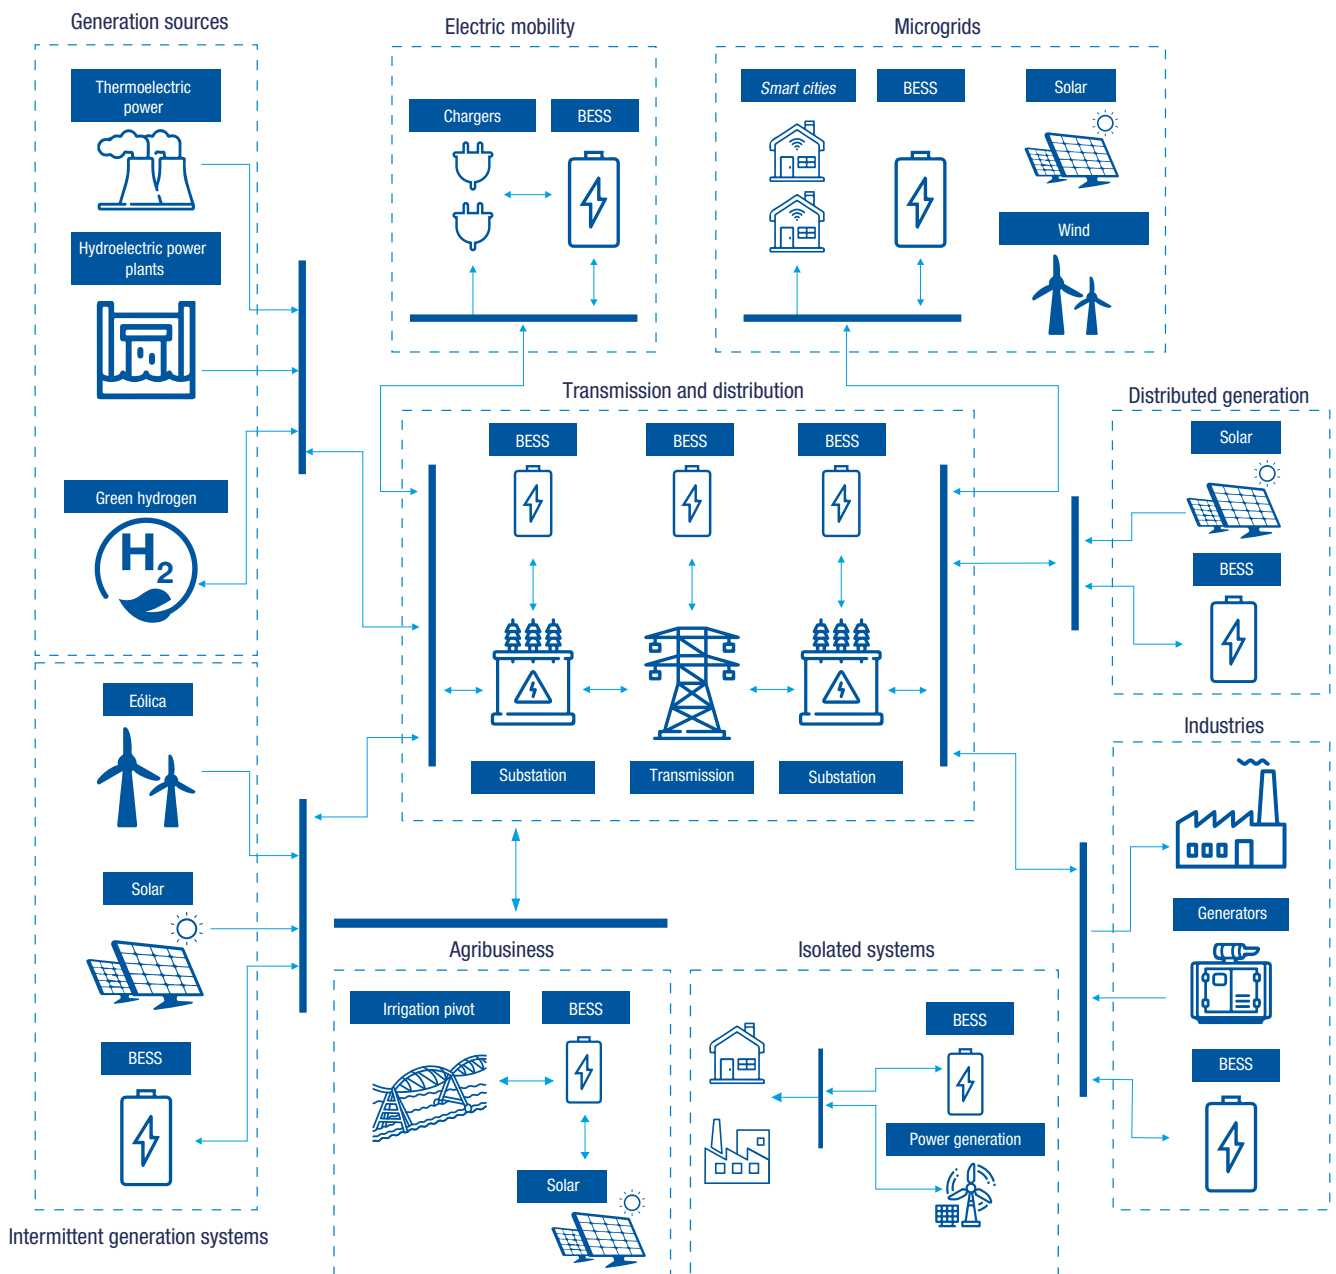 Generation sources
Thermoelectric
power
Hydroelectric power
plants
Green hydrogen
H2
Electric mobility
Chargers
BESS
Microgrids
Smart cities
BESS
Solar
Wind
Transmission and distribution
BESS
BESS
BESS
Substation
Transmission
Substation
Distributed generation
Solar
BESS
Eólica
Solar
BESS
Intermittent generation systems
Agribusiness
Irrigation pivot
BESS
Solar
Isolated systems
BESS
Power generation
Industries
Generators
BESS